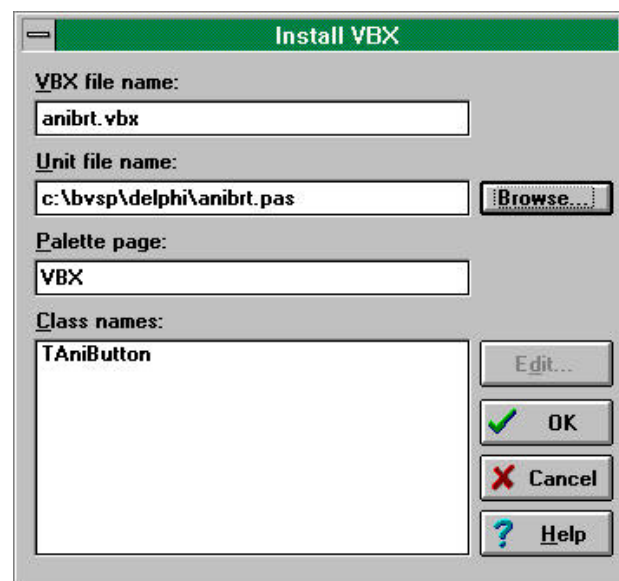 Install VBX
VBX file name:
anibrt.vbx
Unit file name:
c:\bvsp\delphi\anibrt.pas
Browse...
Palette page:
VBX
Class names:
TAniButton
Edit...
OK
Cancel
Help